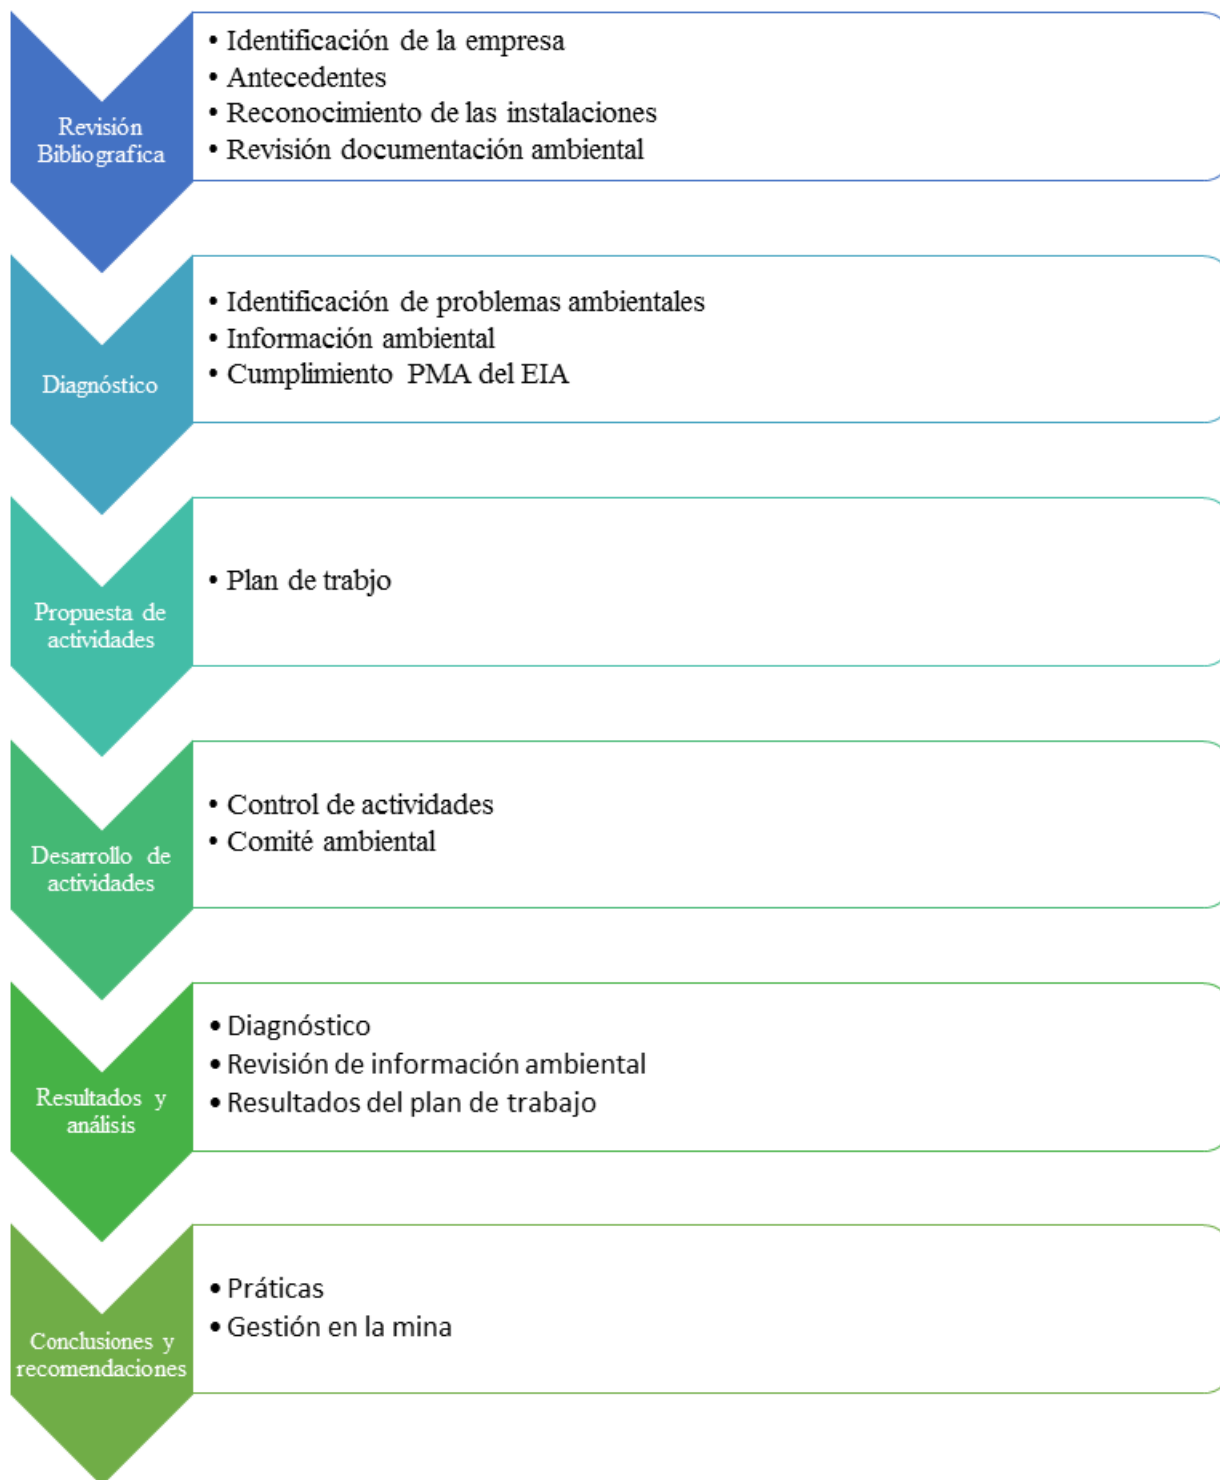 Revisión
Bibliografica
• Identificación de la empresa
• Antecedentes
• Reconocimiento de las instalaciones
• Revisión documentación ambiental
Diagnóstico
• Identificación de problemas ambientales
• Información ambiental
• Cumplimiento PMA del EIA
Propuesta de
actividades
• Plan de trabjo
Desarrollo de
actividades
• Control de actividades
• Comité ambiental
Resultados y
análisis
• Diagnóstico
• Revisión de información ambiental
• Resultados del plan de trabajo
Conclusiones y
recomendaciones
• Práticas
• Gestión en la mina